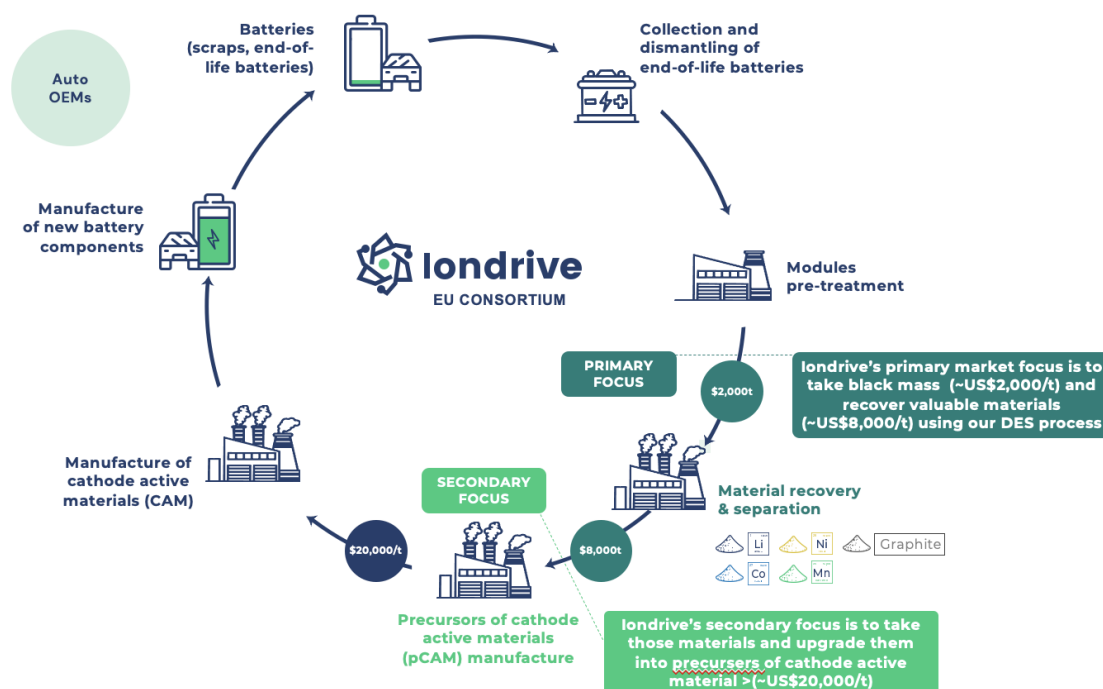 Batteries
(scraps, end-of-
life batteries)
Collection and
dismantling of
end-of-life batteries
Auto
OEMs
Manufacture
of new battery
components
Iondrive
EU CONSORTIUM
Modules
pre-treatment
PRIMARY
FOCUS
$2,000t
Iondrive’s primary market focus is to
take black mass (~US$2,000/t) and
recover valuable materials
(~US$8,000/t) using our DES process
Manufacture of
cathode active
materials (CAM)
SECONDARY
FOCUS
Material recovery
& separation
Li
Ni
Graphite
Co
Mn
$20,000/t
$8,000t
Precursors of cathode
active materials
(pCAM) manufacture
Iondrive’s secondary focus is to take
those materials and upgrade them
into precursers of cathode active
material >(~US$20,000/t)